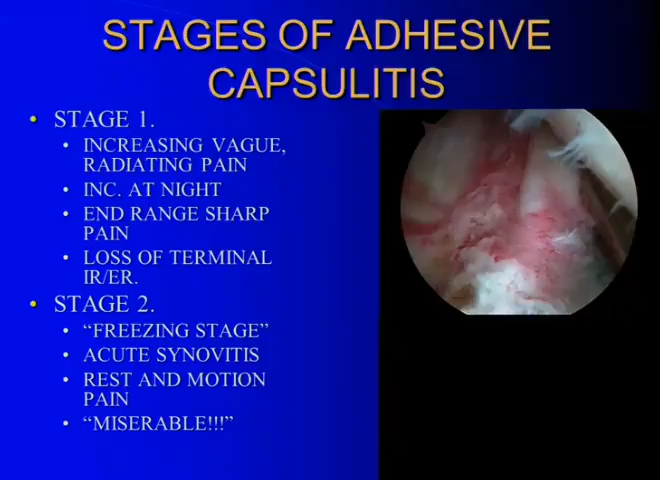 STAGES OF ADHESIVE
CAPSULITIS
• STAGE 1.
• INCREASING VAGUE,
RADIATING PAIN
• INC. AT NIGHT
• END RANGE SHARP
PAIN
• LOSS OF TERMINAL
IR/ER.
• STAGE 2.
• “FREEZING STAGE”
• ACUTE SYNOVITIS
• REST AND MOTION
PAIN
• “MISERABLE!!!”